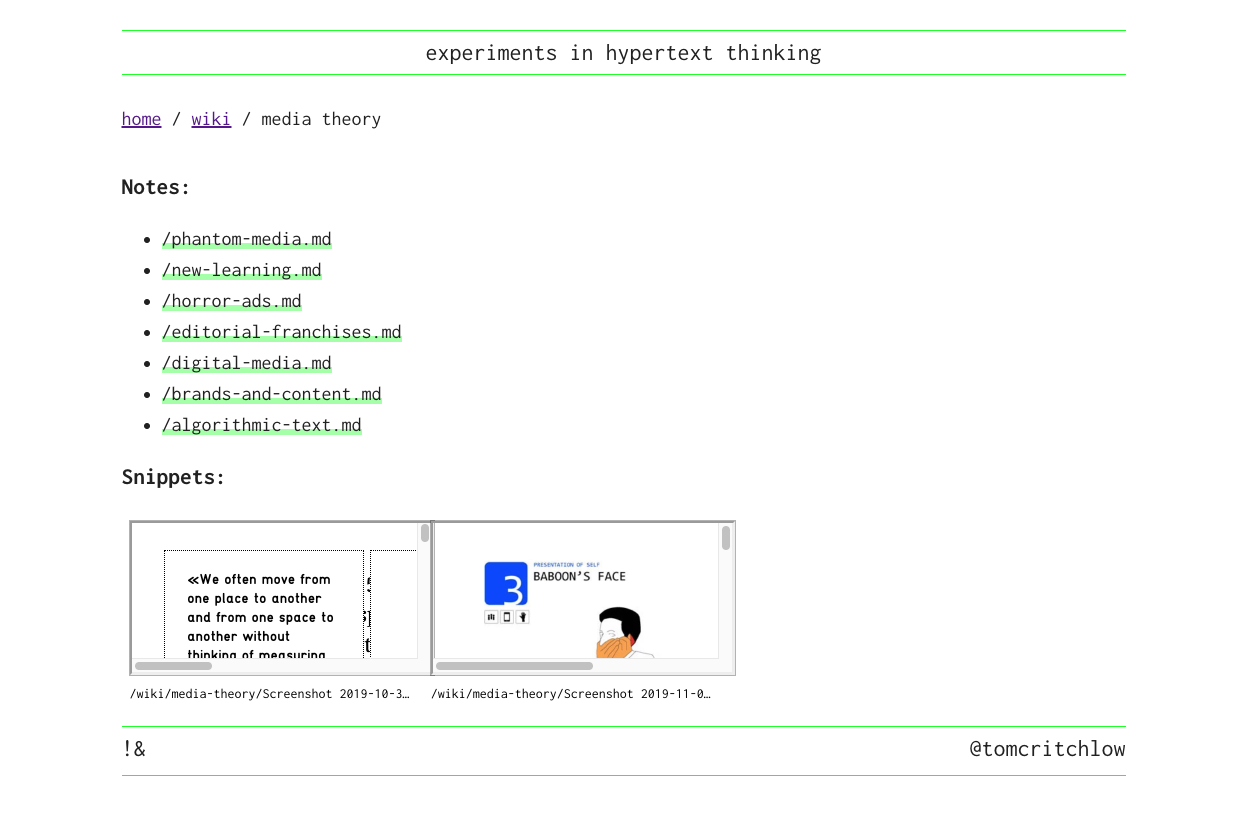 experiments in hypertext thinking
home / wiki / media theory
Notes:
/phantom-media.md
/new-learning.md
/horror-ads.md
/editorial-franchises.md
/digital-media.md
/brands-and-content.md
/algorithmic-text.md
Snippets:
«We often move from
one place to another
and from one space to
another without
thinking of measuring
3
PRESENTATION OF SELF
BABOON'S FACE
/wiki/media-theory/Screenshot 2019-10-3…
/wiki/media-theory/Screenshot 2019-11-0…
!&
@tomcritchlow